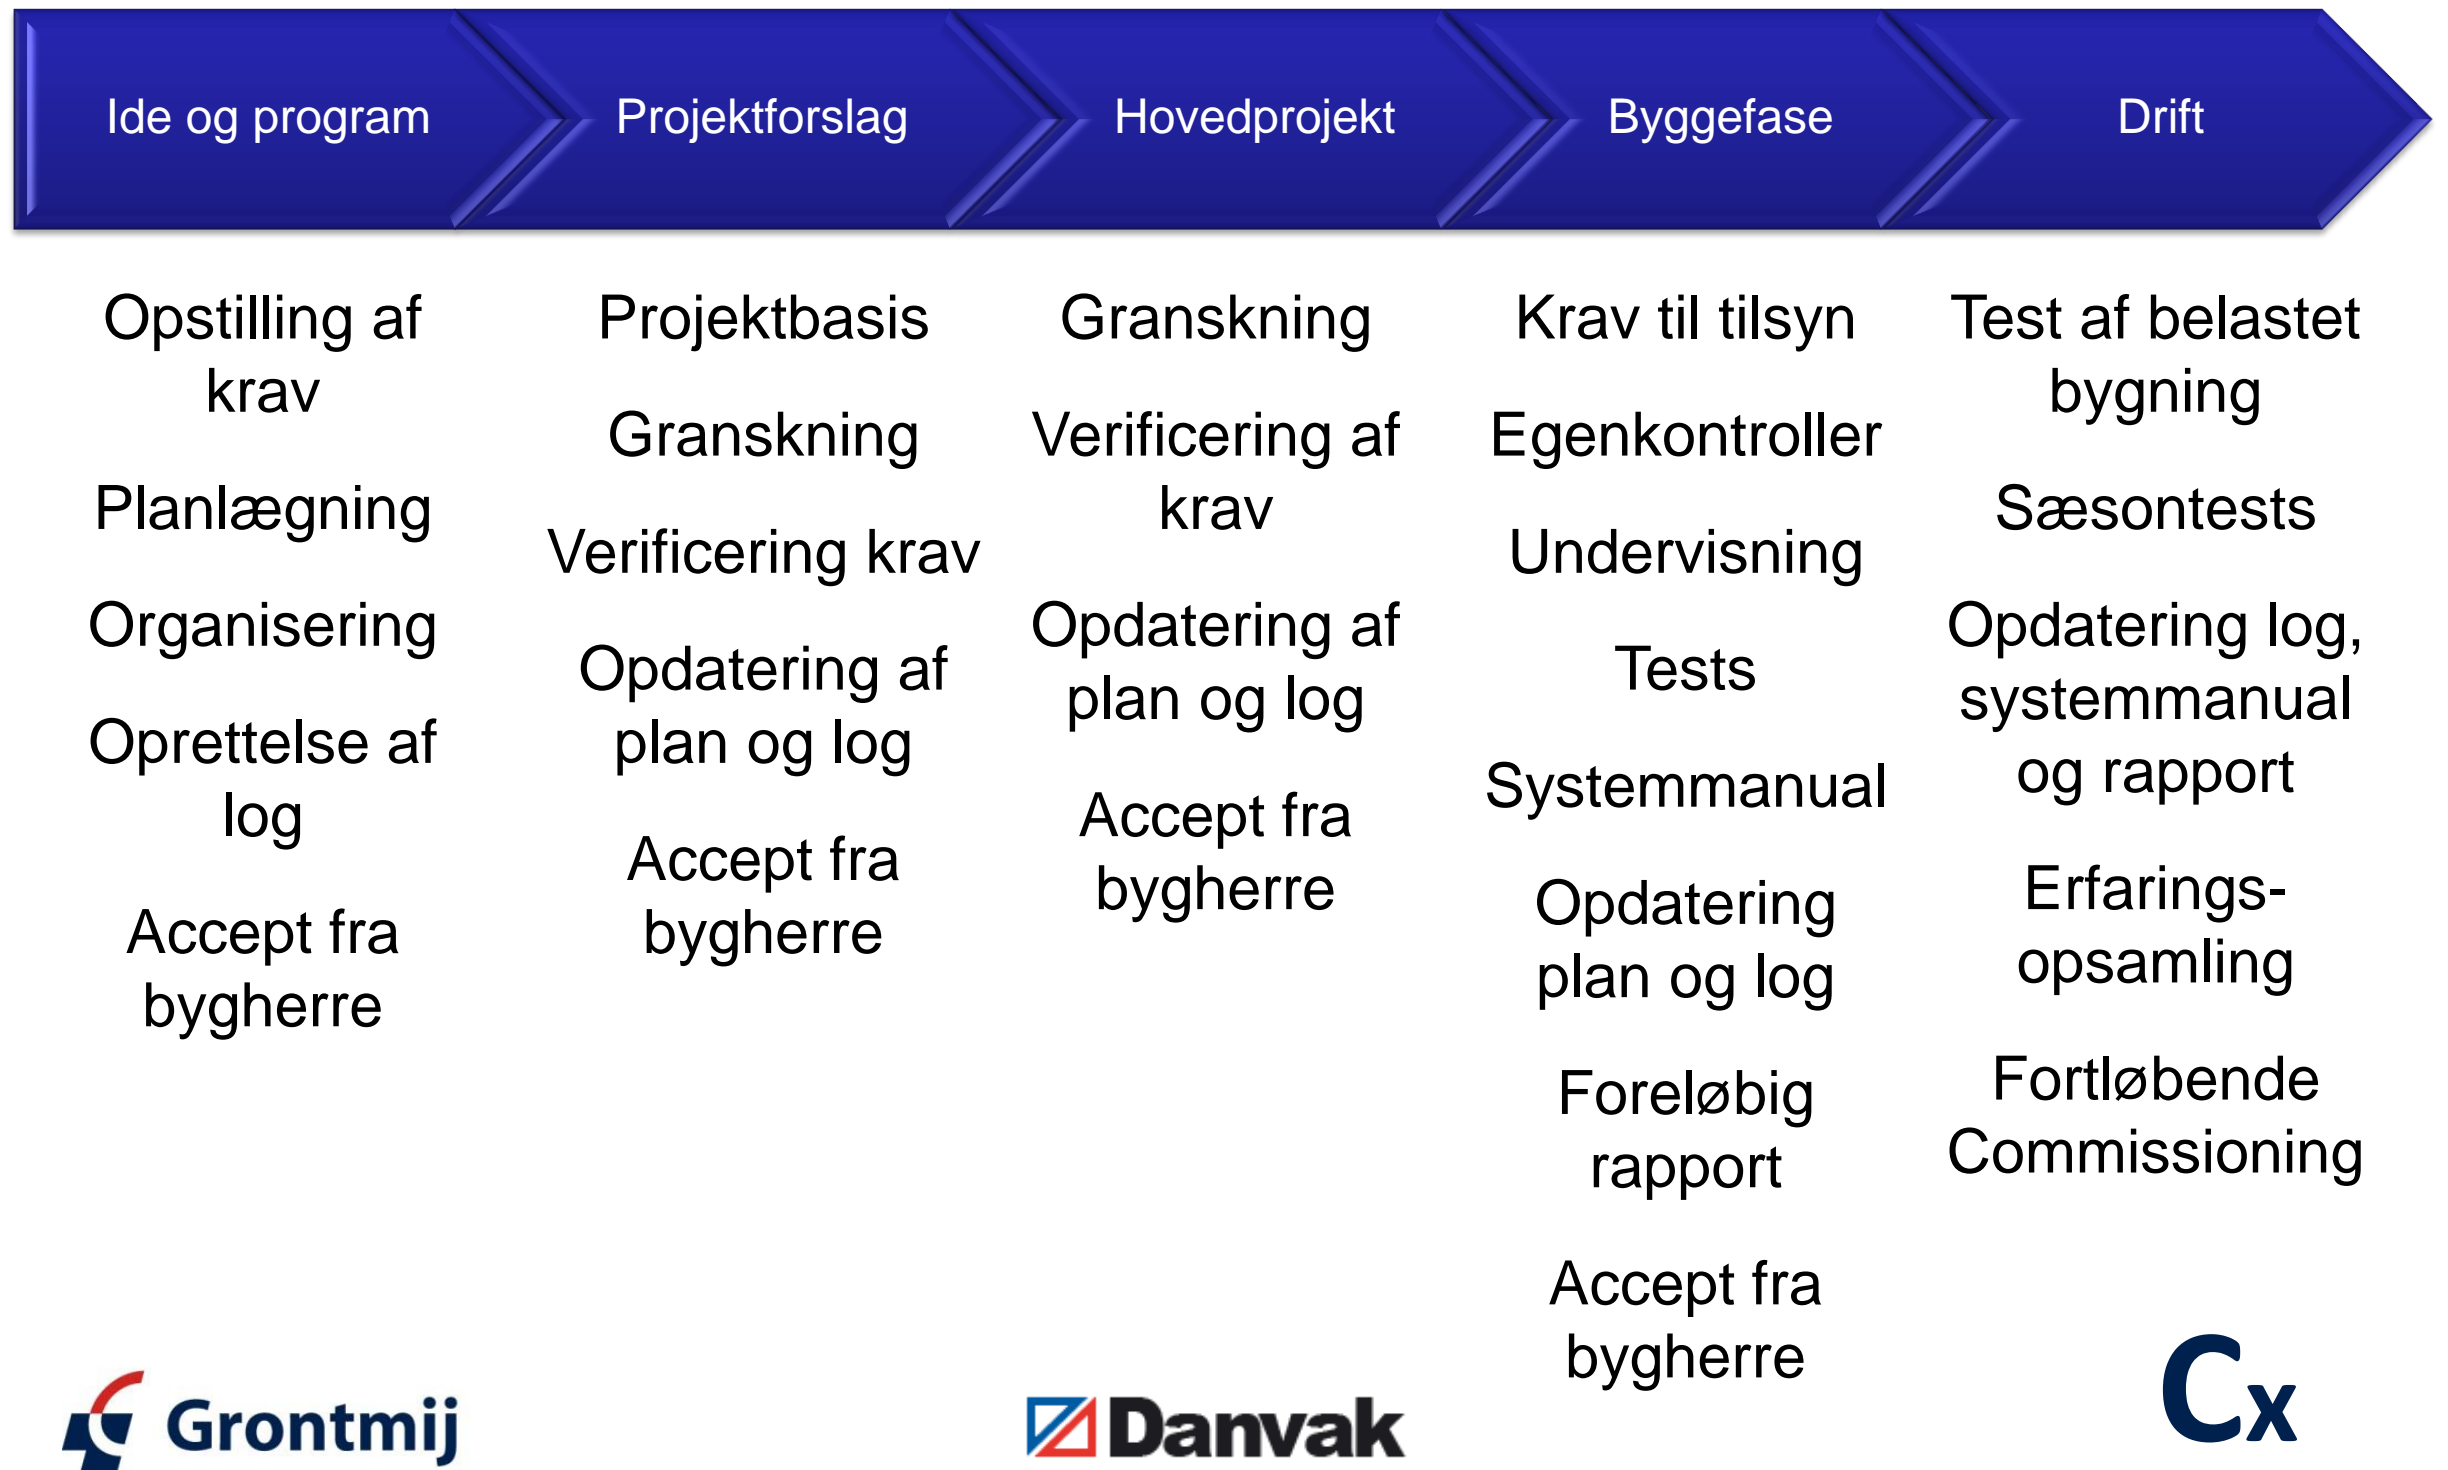 Ide og program
Projektforslag
Hovedprojekt
Byggefase
Drift
Opstilling af
krav
Planlægning
Organisering
Oprettelse af
log
Accept fra
bygherre
Projektbasis
Granskning
Verificering krav
Opdatering af
plan og log
Accept fra
bygherre
Granskning
Verificering af
krav
Opdatering af
plan og log
Accept fra
bygherre
Krav til tilsyn
Egenkontroller
Undervisning
Tests
Systemmanual
Opdatering
plan og log
Foreløbig
rapport
Accept fra
bygherre
Test af belastet
bygning
Sæsontests
Opdatering log,
systemmanual
og rapport
Erfarings-
opsamling
Fortløbende
Commissioning
Grontmij
Danvak
Cx